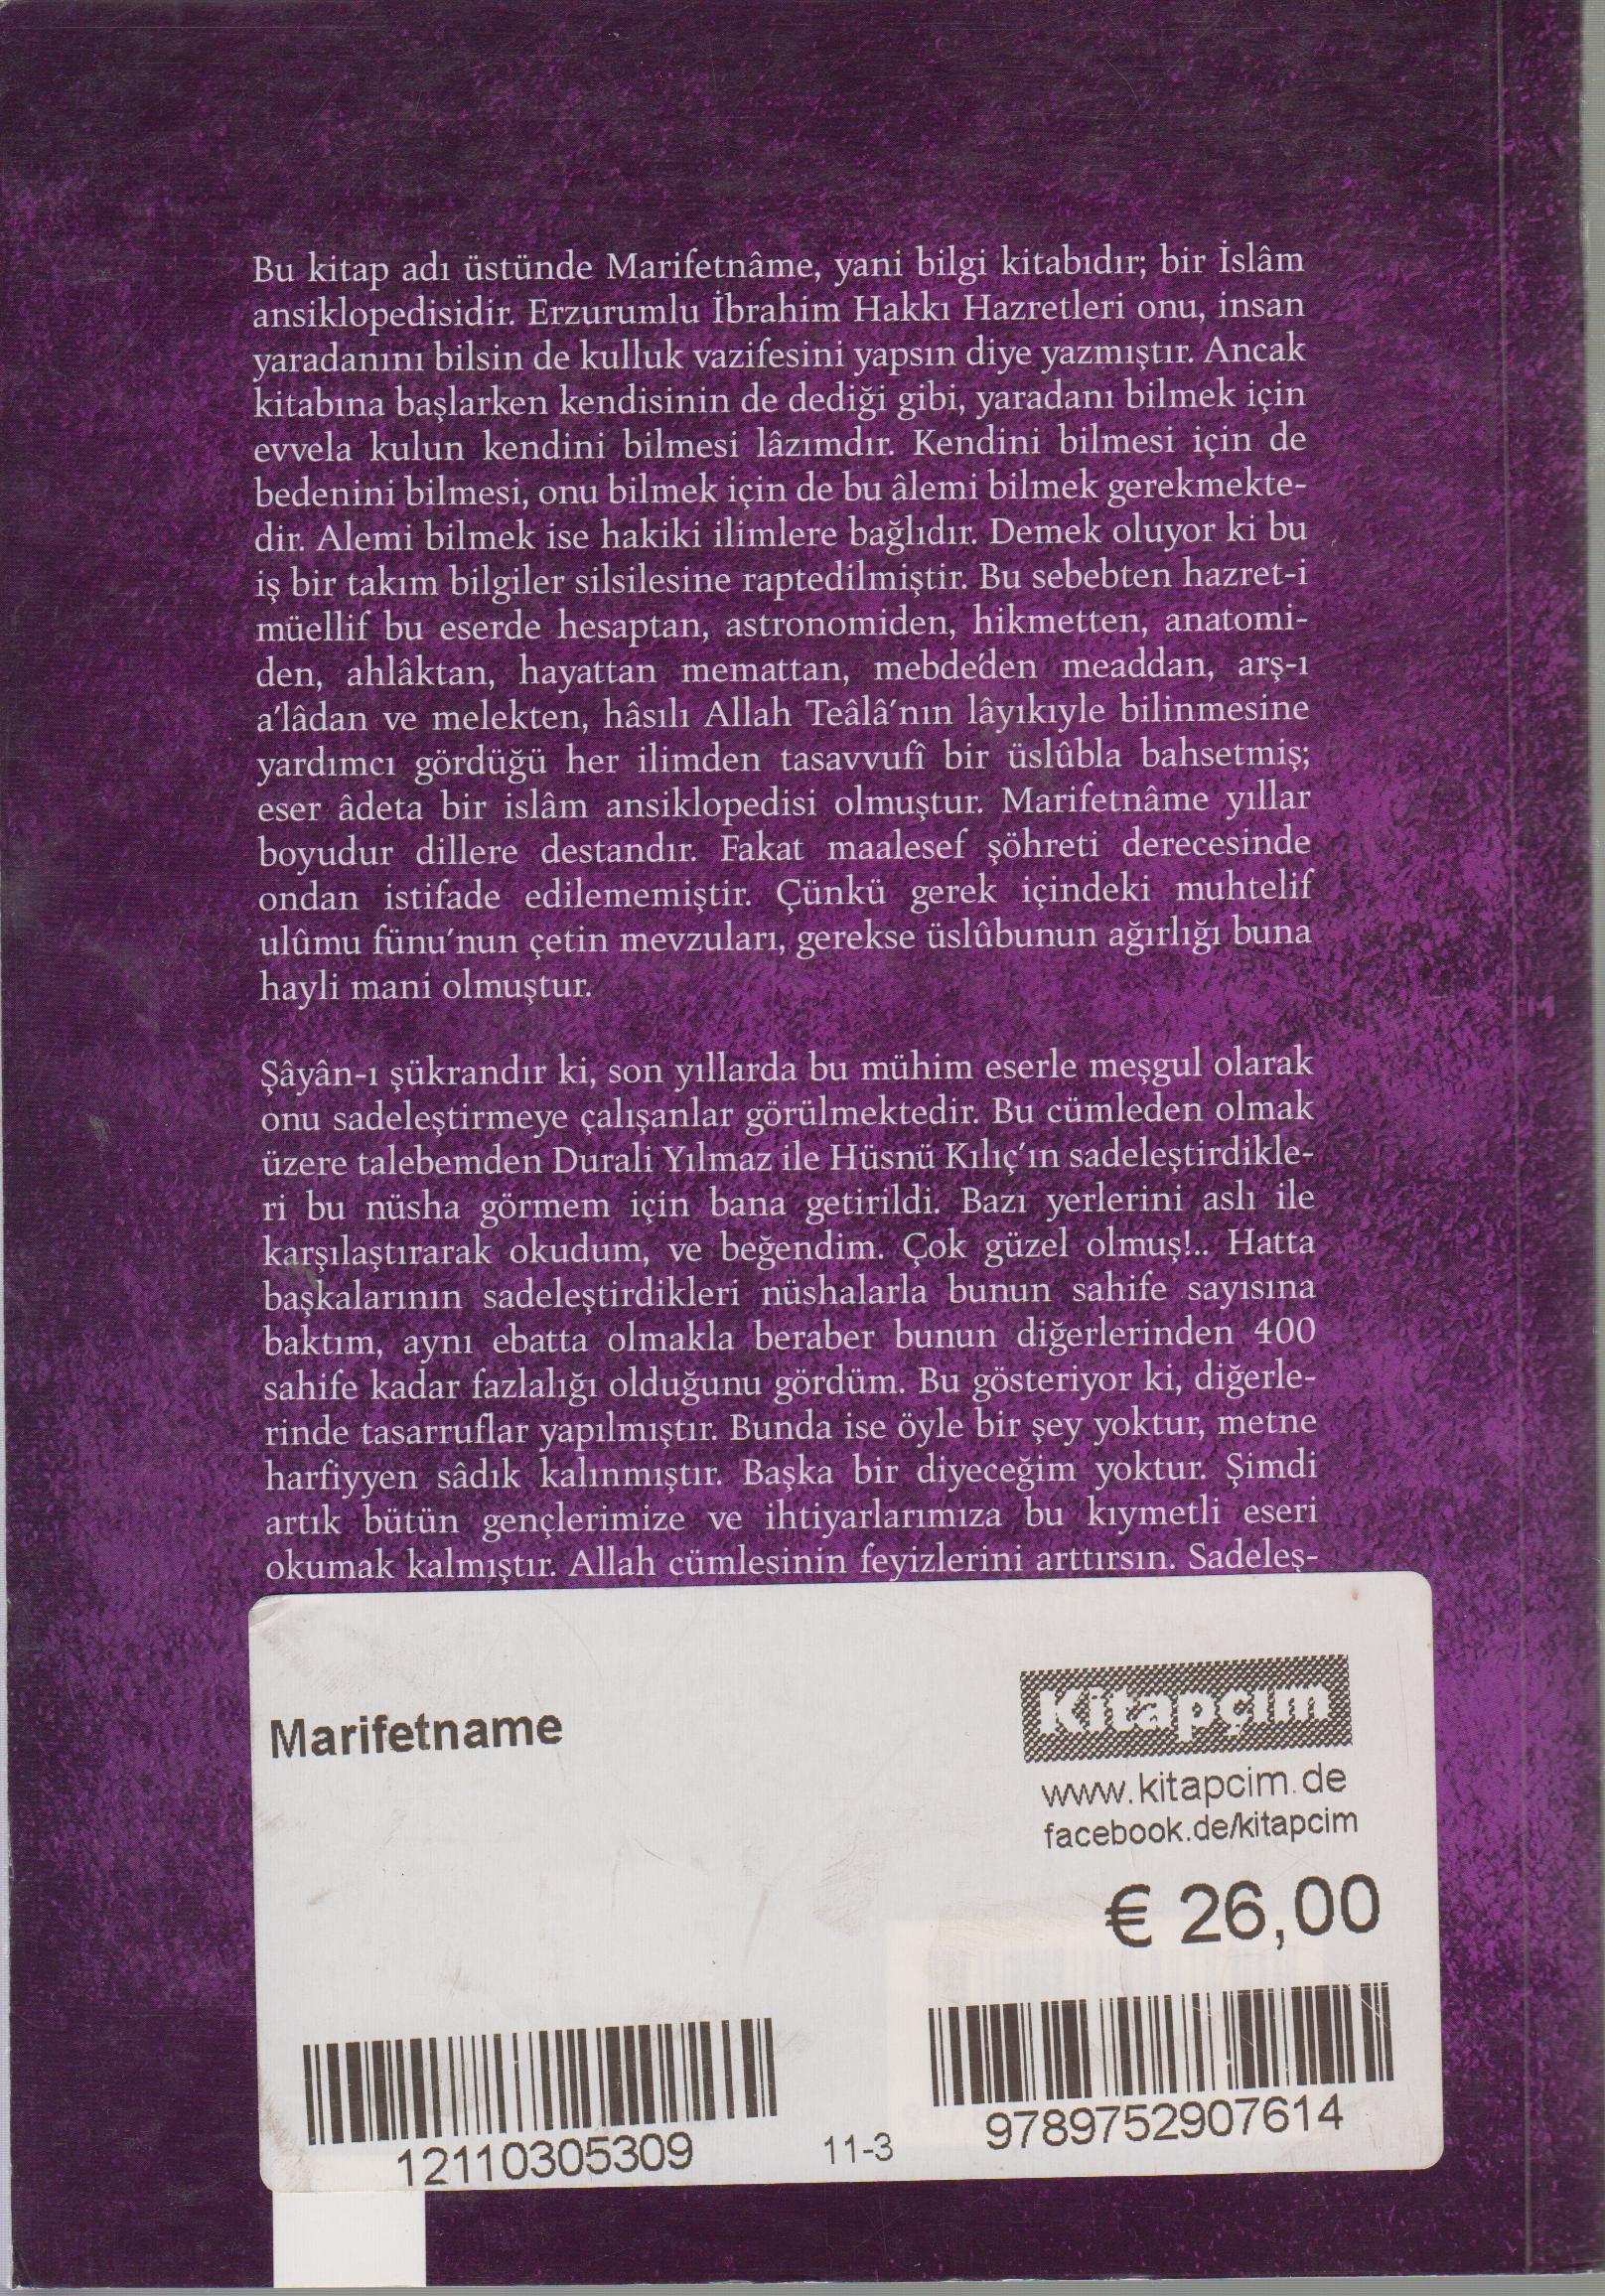 Bu kitap adı üstünde Marifetnâme, yani bilgi kitabıdır; bir İslâm
ansiklopedisidir. Erzurumlu İbrahim Hakkı Hazretleri onu, insan
yaradanını bilsin de kulluk vazifesini yapsın diye yazmıştır. Ancak
kitabına başlarken kendisinin de dediği gibi, yaradanı bilmek için
evvela kulun kendini bilmesi lâzımdır. Kendini bilmesi için de
bedenini bilmesi, onu bilmek için de bu âlemi bilmek gerekmekte-
dir. Alemi bilmek ise hakiki ilimlere bağlıdır. Demek oluyor ki bu
iş bir takım bilgiler silsilesine raptedilmiştir. Bu sebebten hazret-i
müellif bu eserde hesaptan, astronomiden, hikmetten, anatomi-
den, ahlâktan, hayattan memattan, mebde'den meaddan, arş-ı
a'lâdan ve melekten, hâsılı Allah Teâlâ'nın lâyıkıyle bilinmesine
yardımcı gördüğü her ilimden tasavvufî bir üslûbla bahsetmiş;
eser âdeta bir islâm ansiklopedisi olmuştur. Marifetnâme yıllar
boyudur dillere destandır. Fakat maalesef şöhreti derecesinde
ondan istifade edilememiştir. Çünkü gerek içindeki muhtelif
ulûmu fünu'nun çetin mevzuları, gerekse üslûbunun ağırlığı buna
hayli mani olmuştur.
Şâyân-ı şükrandır ki, son yıllarda bu mühim eserle meşgul olarak
onu sadeleştirmeye çalışanlar görülmektedir. Bu cümleden olmak
üzere talebemden Durali Yılmaz ile Hüsnü Kılıç'ın sadeleştirdikle-
ri bu nüsha görmem için bana getirildi. Bazı yerlerini aslı ile
karşılaştırarak okudum, ve beğendim. Çok güzel olmuş!.. Hatta
başkalarının sadeleştirdikleri nüshalarla bunun sahife sayısına
baktım, aynı ebatta olmakla beraber bunun diğerlerinden 400
sahife kadar fazlalığı olduğunu gördüm. Bu gösteriyor ki, diğerle-
rinde tasarruflar yapılmıştır. Bunda ise öyle bir şey yoktur, metne
harfiyyen sâdık kalınmıştır. Başka bir diyeceğim yoktur. Şimdi
artık bütün gençlerimize ve ihtiyarlarımıza bu kıymetli eseri
okumak kalmıştır. Allah cümlesinin feyizlerini arttırsın. Sadeleş-
Marifetname
Kitapçım
www.kitapcim.de
facebook.de/kitapcim
€ 26,00
12110305309
11-3
9789752907614